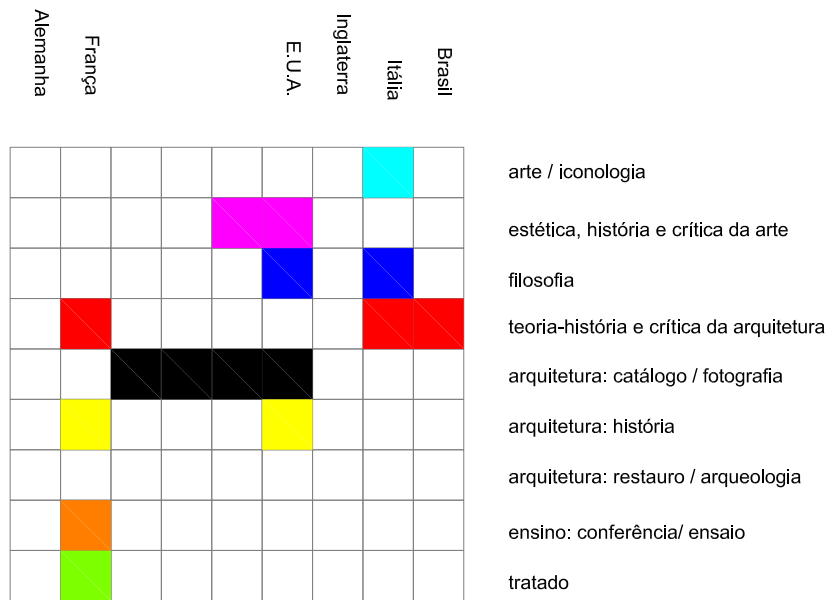 Alemanha
França
E.U.A.
Inglaterra
Itália
Brasil
arte / iconologia
estética, história e crítica da arte
filosofia
teoria-história e crítica da arquitetura
arquitetura: catálogo / fotografia
arquitetura: história
arquitetura: restauro / arqueologia
ensino: conferência/ ensaio
tratado